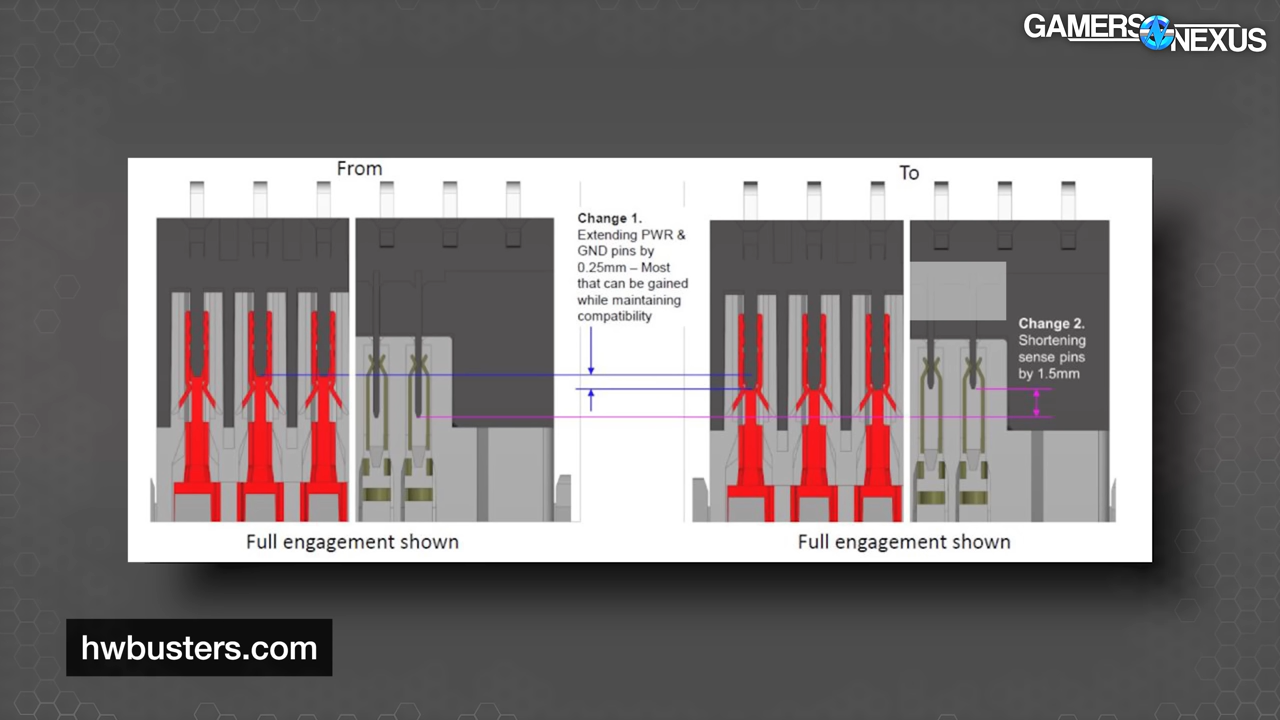 GAMERS NEXUS
From
To
Change 1.
Extending PWR &
GND pins by
0.25mm – Most
that can be gained
while maintaining
compatibility
Change 2.
Shortening
sense pins
by 1.5mm
Full engagement shown
Full engagement shown
hwbusters.com